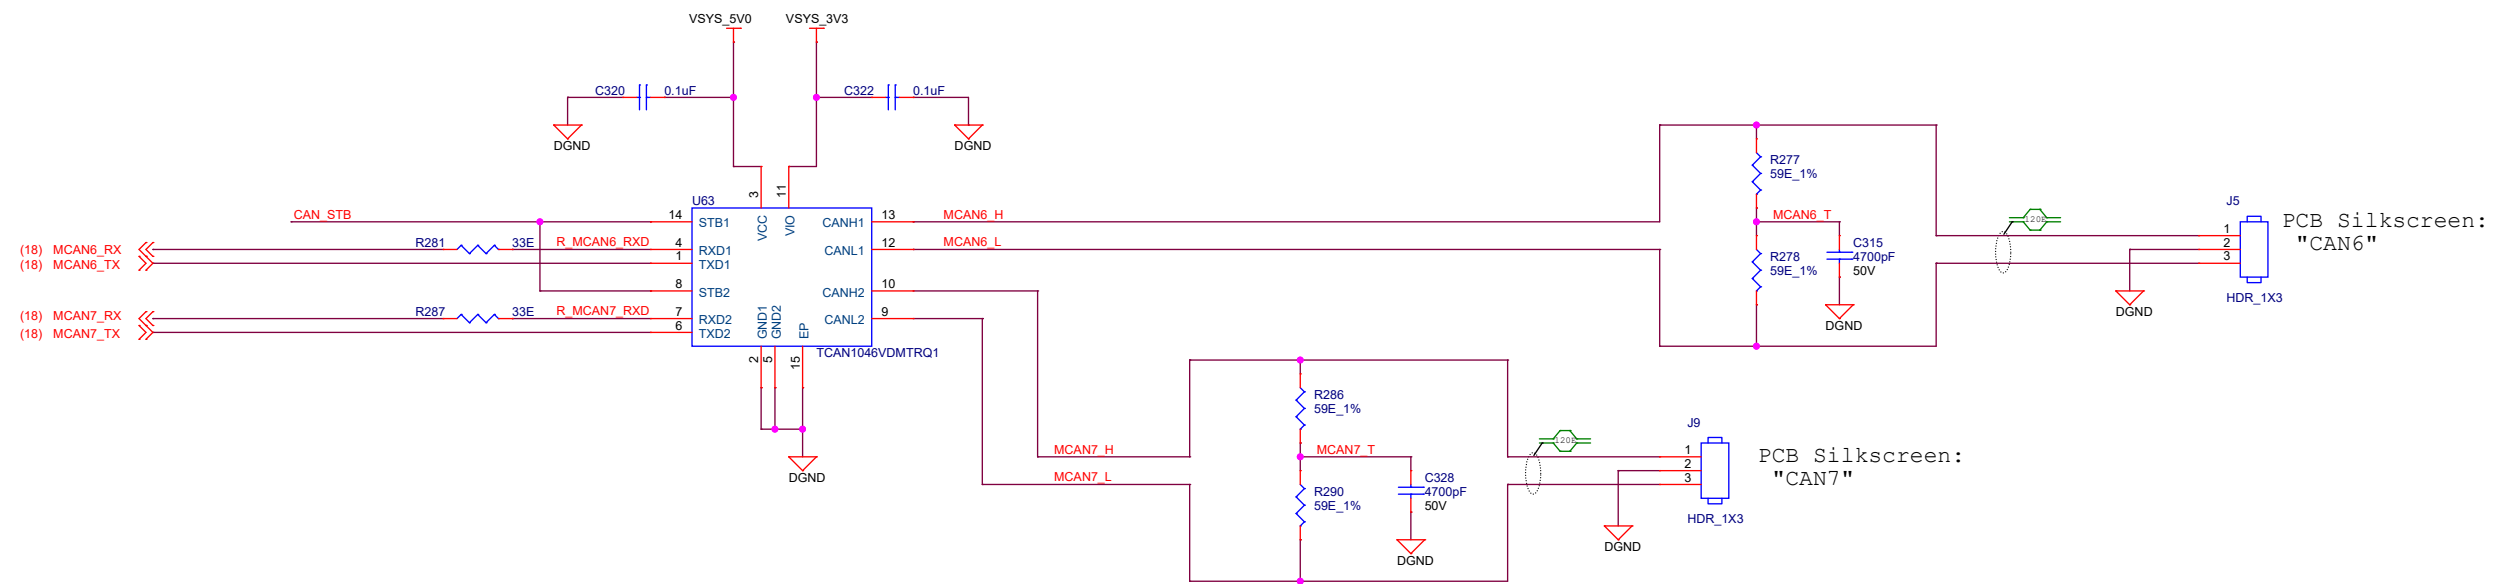 VSYS_5V0
VSYS_3V3
C320
0.1uF
C322
0.1uF
DGND
DGND
U63
3
11
CAN_STB
14
STB1
VCC
VIO
CANH1
13
MCAN6_H
(18) MCAN6_RX
R281
33E
R_MCAN6_RXD
4
RXD1
CANL1
12
MCAN6_L
(18) MCAN6_TX
1
TXD1
8
STB2
CANH2
10
(18) MCAN7_RX
R287
33E
R_MCAN7_RXD
7
RXD2
CANL2
9
(18) MCAN7_TX
6
TXD2
GND1
GND2
EP
TCAN1046VDMTRQ1
2
5
15
DGND
R277
59E_1%
MCAN6_T
R278
59E_1%
C315
4700pF
50V
DGND
120E
J5
1
2
3
HDR_1X3
DGND
PCB Silkscreen:
"CAN6"
MCAN7_H
MCAN7_L
R286
59E_1%
MCAN7_T
R290
59E_1%
C328
4700pF
50V
DGND
120E
J9
1
2
3
HDR_1X3
DGND
PCB Silkscreen:
"CAN7"